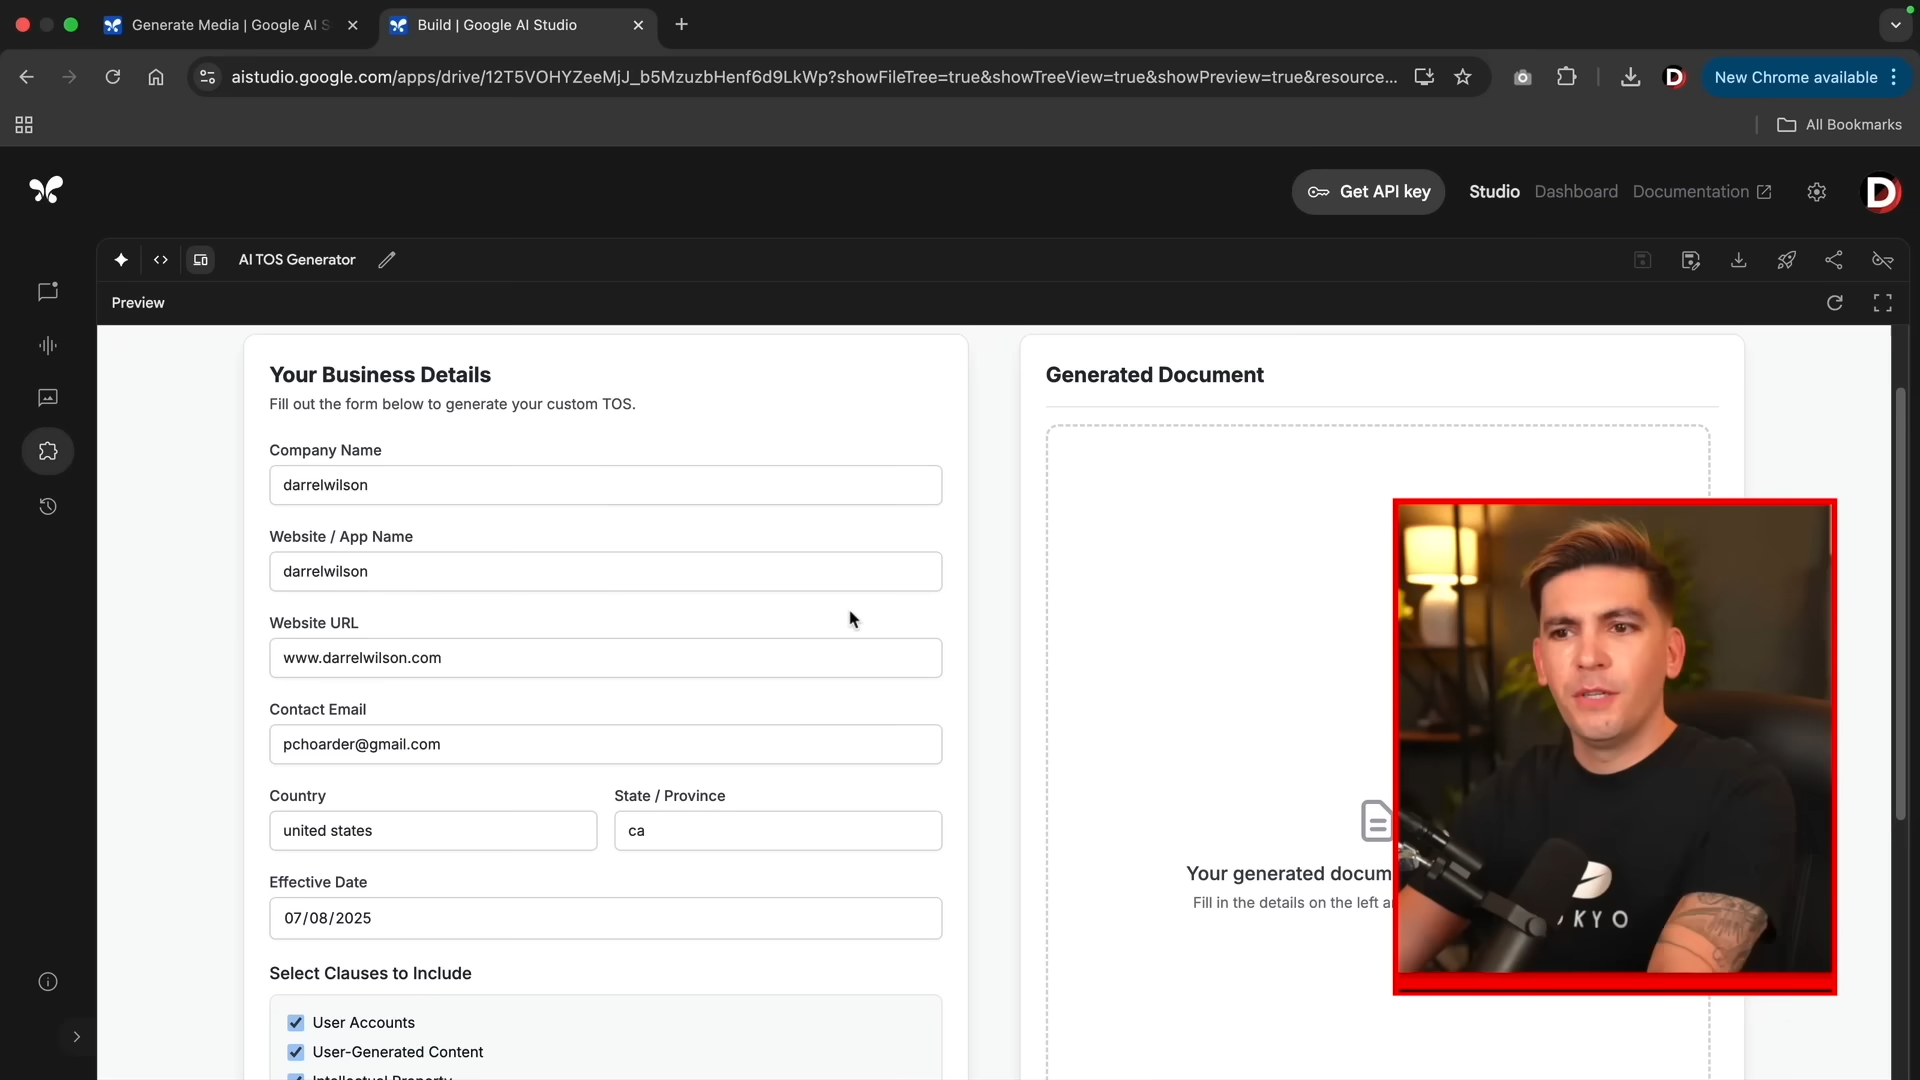 Generate Media | Google AI S
Build | Google AI Studio
aistudio.google.com/apps/drive/12T5VOHYZeeMjJ_b5MzuzbHenf6d9LkWp?showFileTree=true&showTreeView=true&showPreview=true&resource...
D
New Chrome available
All Bookmarks
Get API key
Studio
Dashboard
Documentation
D
AI TOS Generator
Preview
Your Business Details
Fill out the form below to generate your custom TOS.
Company Name
darrelwilson
Website / App Name
darrelwilson
Website URL
www.darrelwilson.com
Contact Email
pchoarder@gmail.com
Country
State / Province
united states
ca
Effective Date
07/08/2025
Select Clauses to Include
User Accounts
User-Generated Content
Intellectual Property
Generated Document
Your generated docum
Fill in the details on the left a
KYO